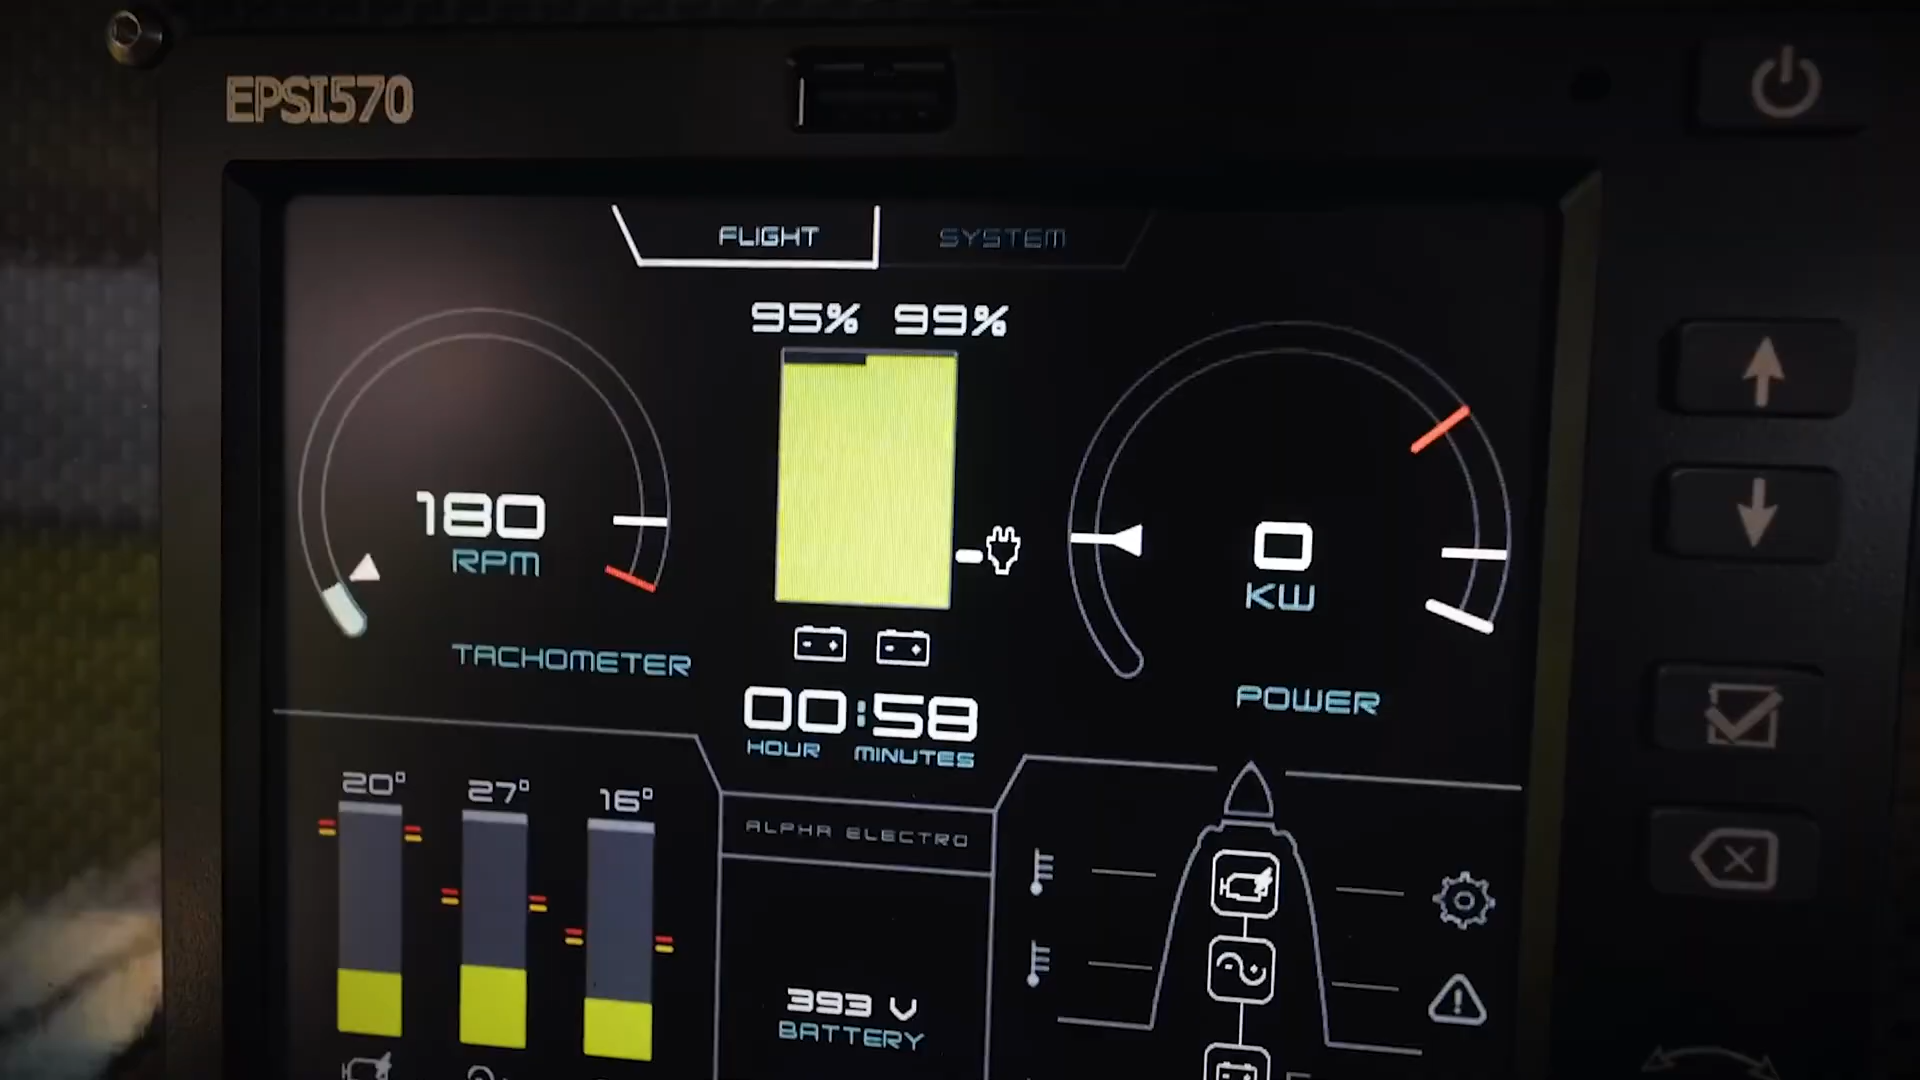 EPSI570
FLIGHT SYSTEM
95% 99%
180
RPM
TACHOMETER
0
KW
POWER
00:58
HOUR MINUTES
20° 27° 16°
ALPHA ELECTRO
393 V
BATTERY